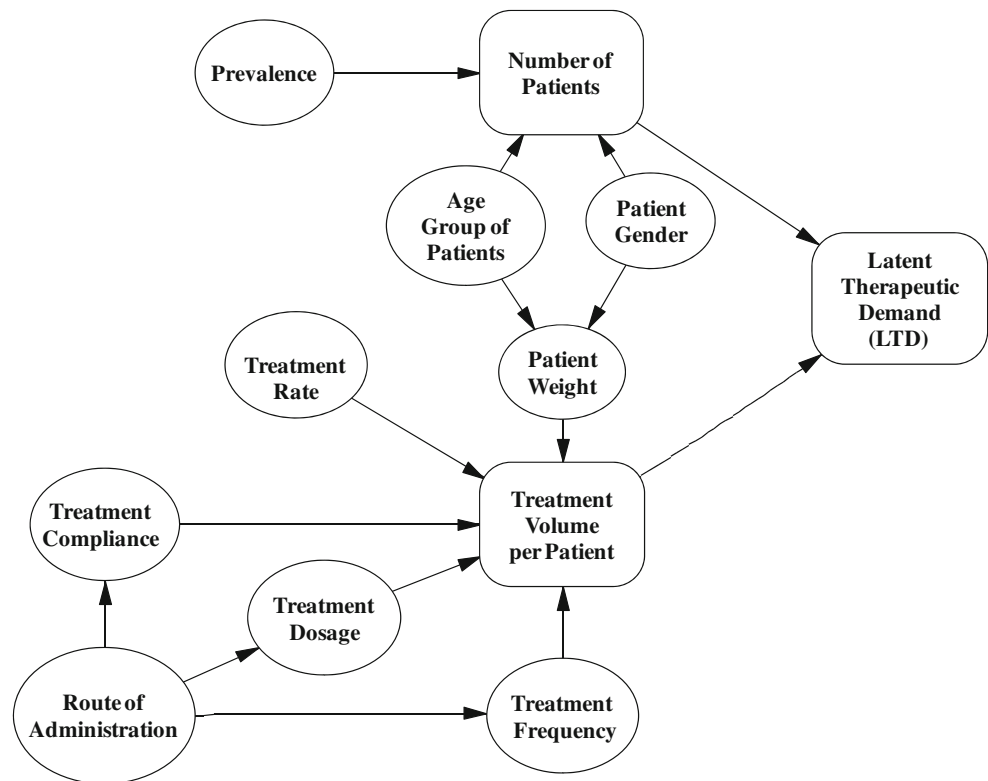 Prevalence
Number of
Patients
Age
Group of
Patients
Patient
Gender
Latent
Therapeutic
Demand
(LTD)
Treatment
Rate
Patient
Weight
Treatment
Compliance
Treatment
Volume
per Patient
Treatment
Dosage
Route of
Administration
Treatment
Frequency